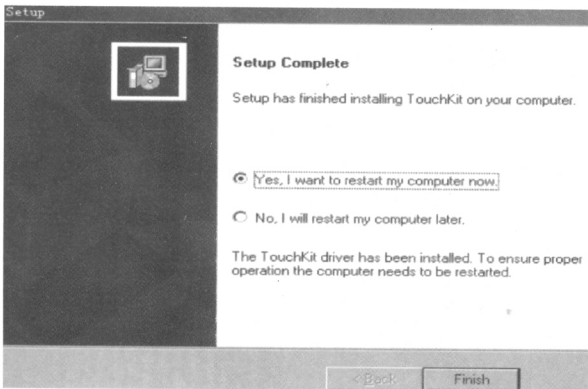 Setup
Setup Complete
Setup has finished installing TouchKit on your computer.
Yes, I want to restart my computer now.
No, I will restart my computer later.
The TouchKit driver has been installed. To ensure proper
operation the computer needs to be restarted.
< Back
Finish